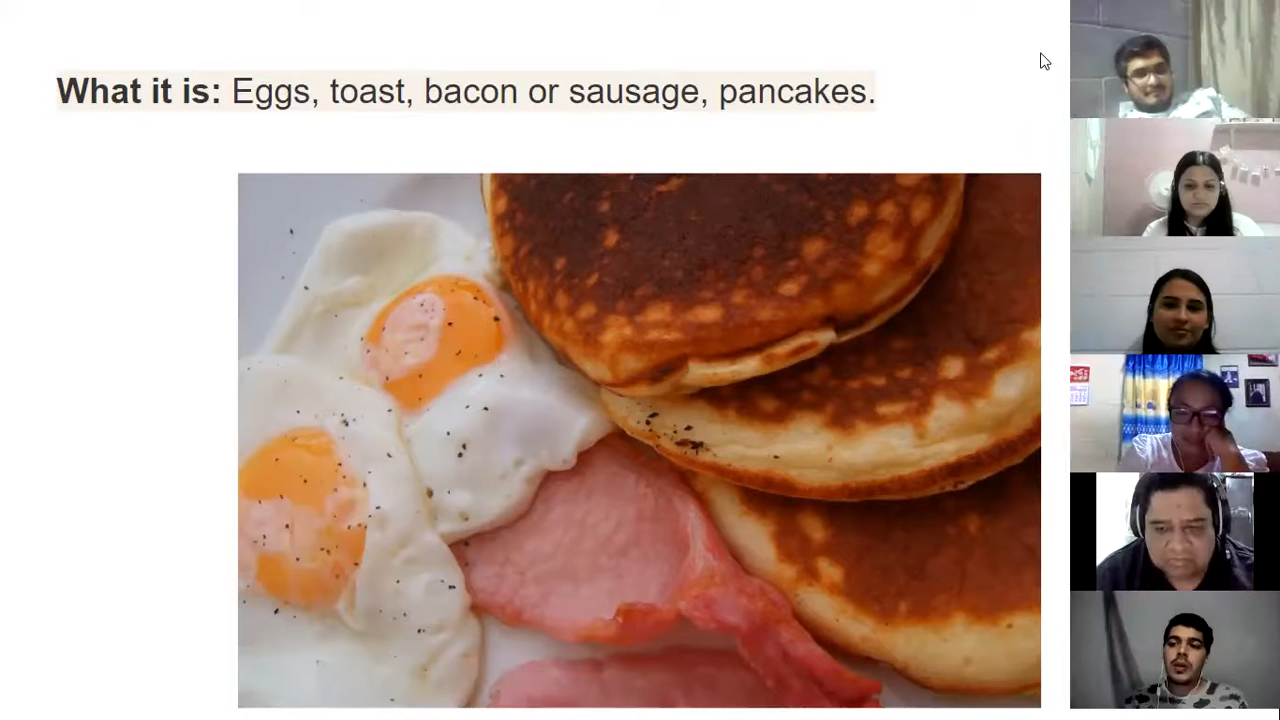 What it is: Eggs, toast, bacon or sausage, pancakes.